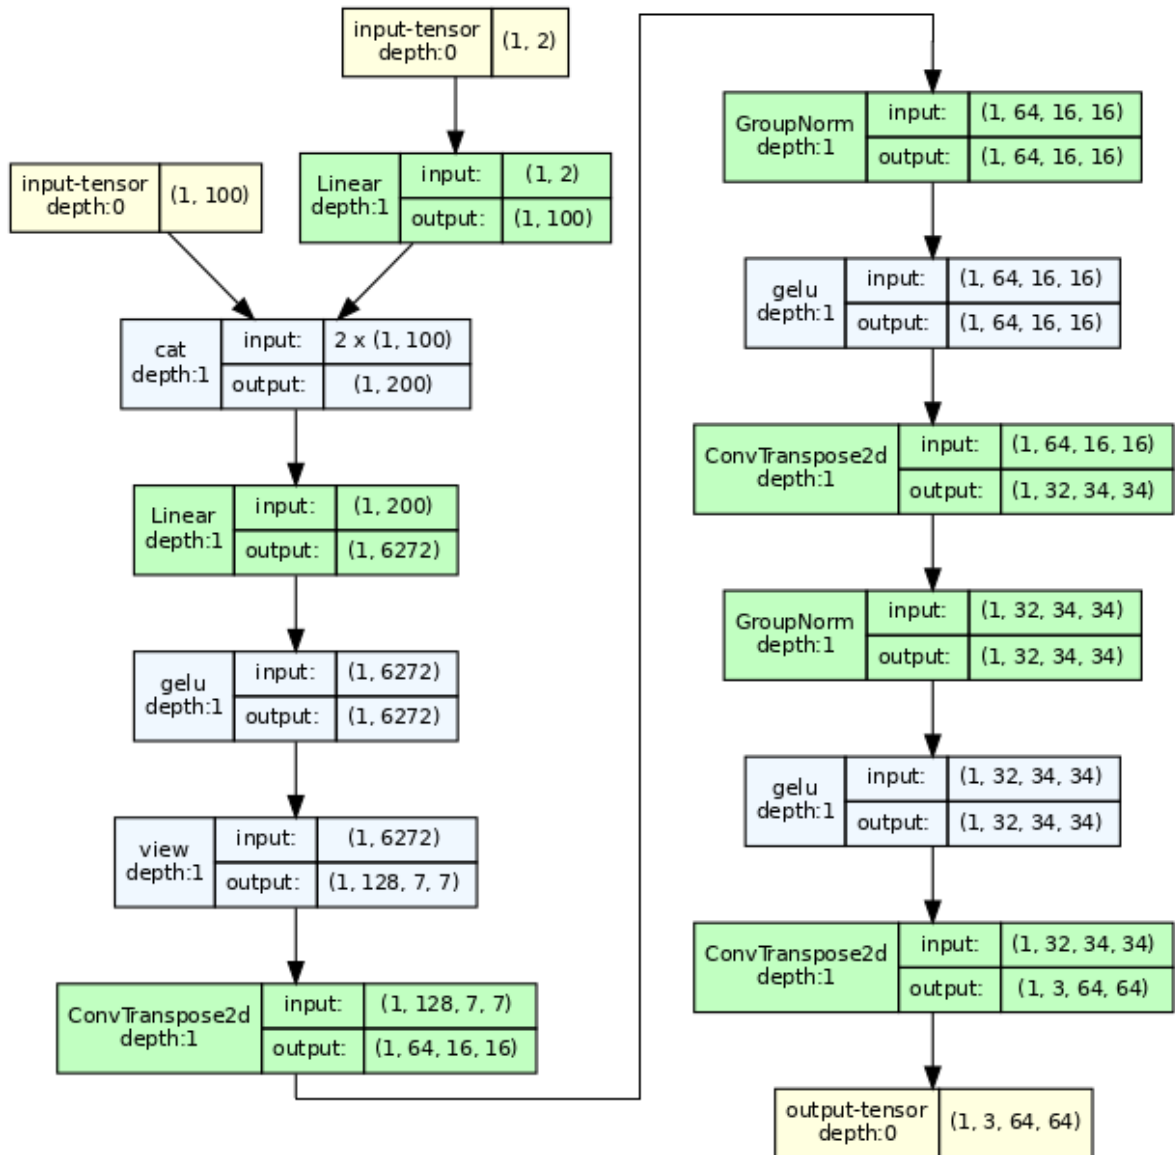 input-tensor
depth:0
(1, 2)
input-tensor
depth:0
(1, 100)
Linear
depth:1
input:
(1, 2)
output:
(1, 100)
cat
depth:1
input:
2 x (1, 100)
output:
(1, 200)
Linear
depth:1
input:
(1, 200)
output:
(1, 6272)
gelu
depth:1
input:
(1, 6272)
output:
(1, 6272)
view
depth:1
input:
(1, 6272)
output:
(1, 128, 7, 7)
ConvTranspose2d
depth:1
input:
(1, 128, 7, 7)
output:
(1, 64, 16, 16)
GroupNorm
depth:1
input:
(1, 64, 16, 16)
output:
(1, 64, 16, 16)
gelu
depth:1
input:
(1, 64, 16, 16)
output:
(1, 64, 16, 16)
ConvTranspose2d
depth:1
input:
(1, 64, 16, 16)
output:
(1, 32, 34, 34)
GroupNorm
depth:1
input:
(1, 32, 34, 34)
output:
(1, 32, 34, 34)
gelu
depth:1
input:
(1, 32, 34, 34)
output:
(1, 32, 34, 34)
ConvTranspose2d
depth:1
input:
(1, 32, 34, 34)
output:
(1, 3, 64, 64)
output-tensor
depth:0
(1, 3, 64, 64)